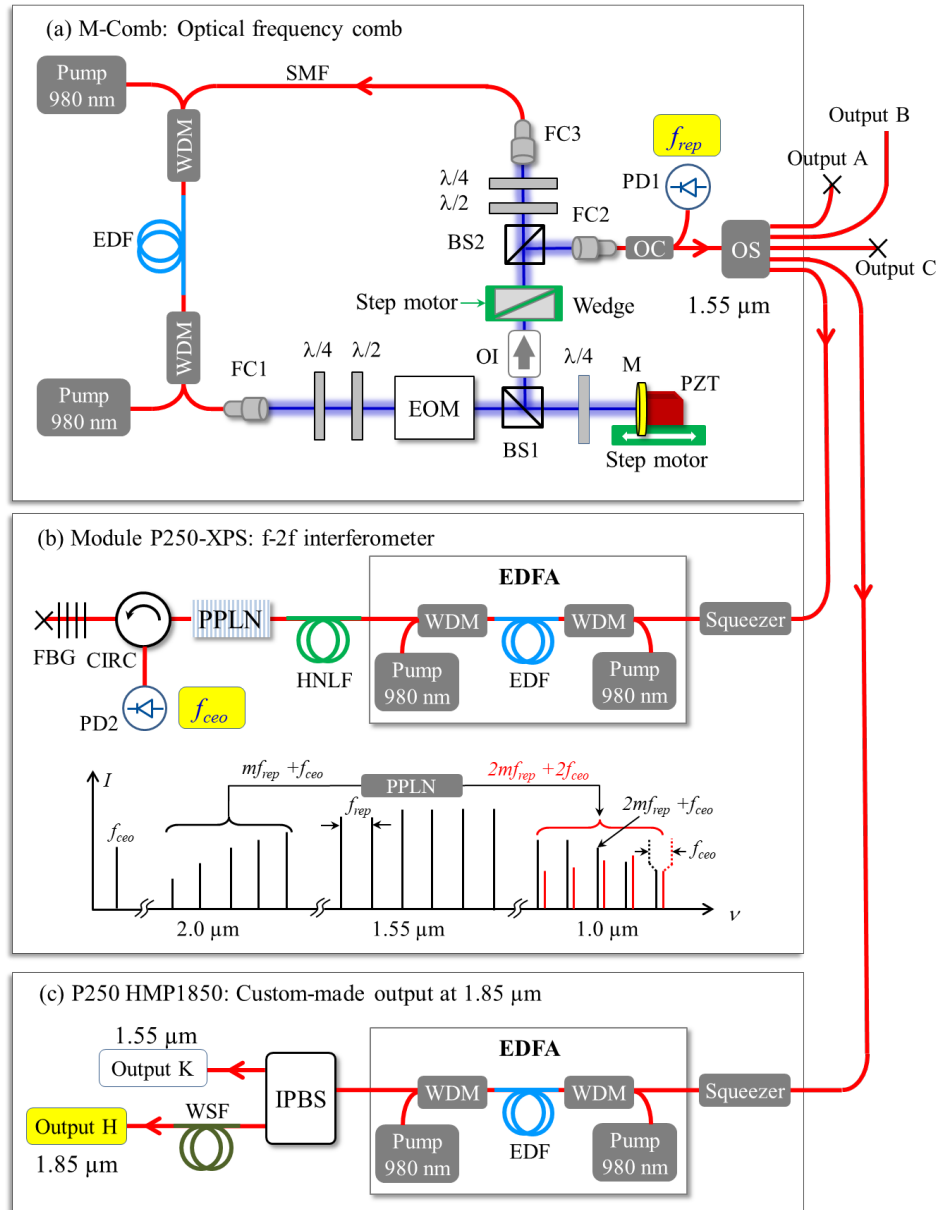 (a) M-Comb: Optical frequency comb
Pump
980 nm
SMF
WDM
FC3
f_rep
Output B
Output A
λ/4
λ/2
PD1
EDF
BS2
FC2
OC
OS
Output C
1.55 µm
Step motor
Wedge
WDM
FC1
λ/4
λ/2
OI
λ/4
M
PZT
Pump
980 nm
EOM
BS1
Step motor
(b) Module P250-XPS: f-2f interferometer
EDFA
FBG
CIRC
PPLN
HNLF
WDM
EDF
WDM
Squeezer
Pump
980 nm
Pump
980 nm
PD2
f_ceo
I
mf_rep +f_ceo
PPLN
2mf_rep +2f_ceo
f_rep
2mf_rep +f_ceo
f_ceo
f_ceo
2.0 µm
1.55 µm
1.0 µm
ν
(c) P250 HMP1850: Custom-made output at 1.85 µm
EDFA
1.55 µm
Output K
IPBS
WDM
EDF
WDM
Squeezer
WSF
Output H
1.85 µm
Pump
980 nm
Pump
980 nm